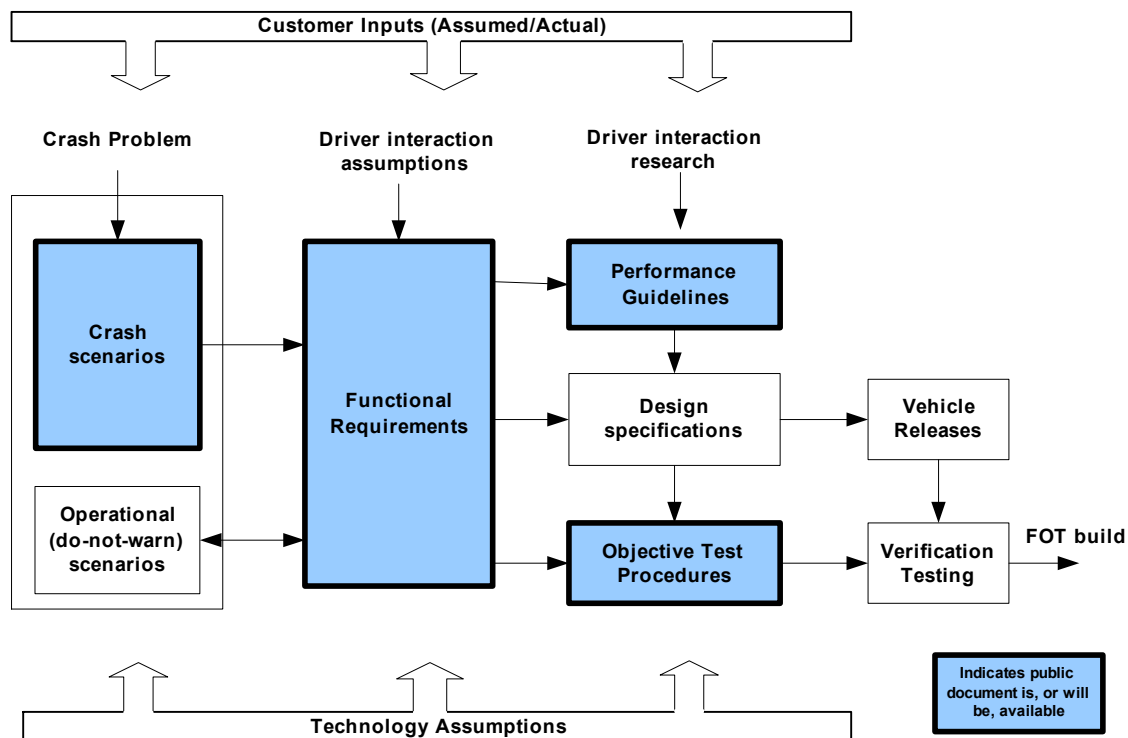 Customer Inputs (Assumed/Actual)
Crash Problem
Driver interaction
assumptions
Driver interaction
research
Crash
scenarios
Operational
(do-not-warn)
scenarios
Functional
Requirements
Performance
Guidelines
Design
specifications
Objective Test
Procedures
Vehicle
Releases
Verification
Testing
FOT build
Indicates public
document is, or will
be, available
Technology Assumptions